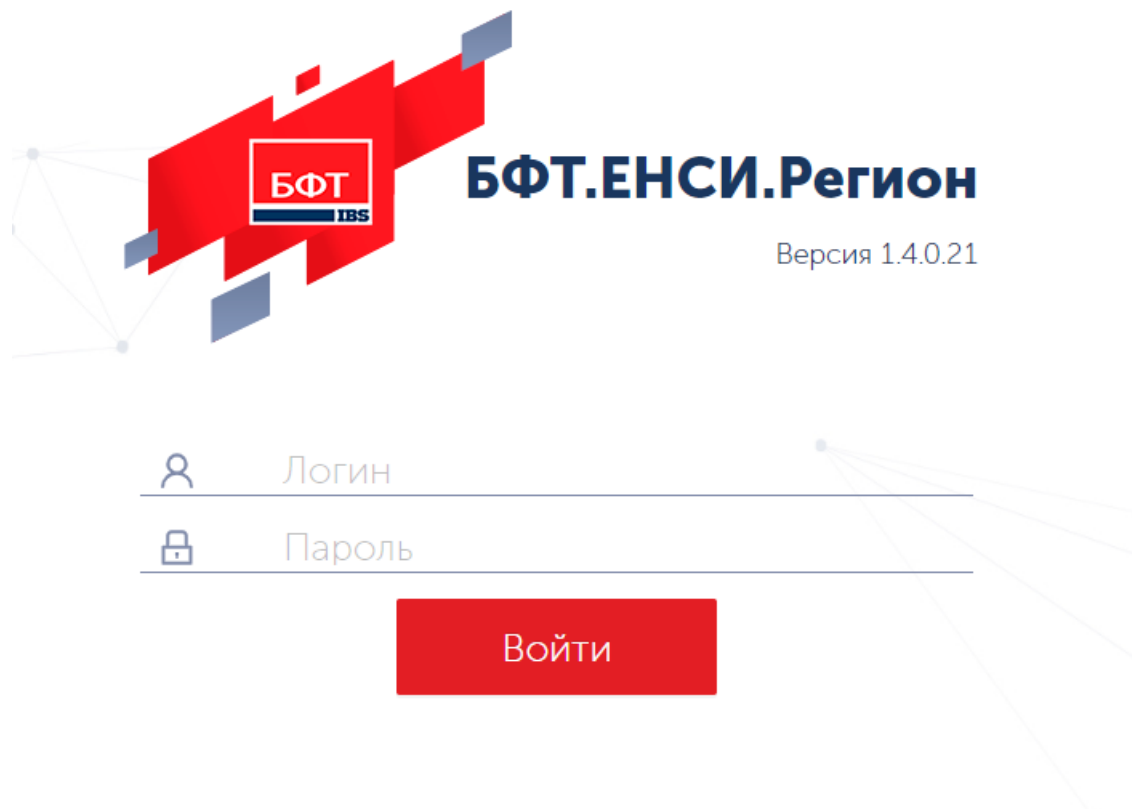 БФТ
IBS
БФТ.ЕНСИ.Регион
Версия 1.4.0.21
Логин
Пароль
Войти